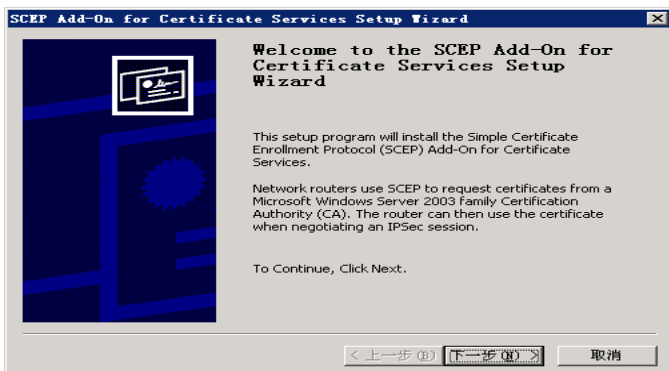 SCEP Add-On for Certificate Services Setup Wizard
Welcome to the SCEP Add-On for
Certificate Services Setup
Wizard
This setup program will install the Simple Certificate
Enrollment Protocol (SCEP) Add-On for Certificate
Services.
Network routers use SCEP to request certificates from a
Microsoft Windows Server 2003 family Certification
Authority (CA). The router can then use the certificate
when negotiating an IPSec session.
To Continue, Click Next.
< 上一步(B) 下一步(N) > 取消